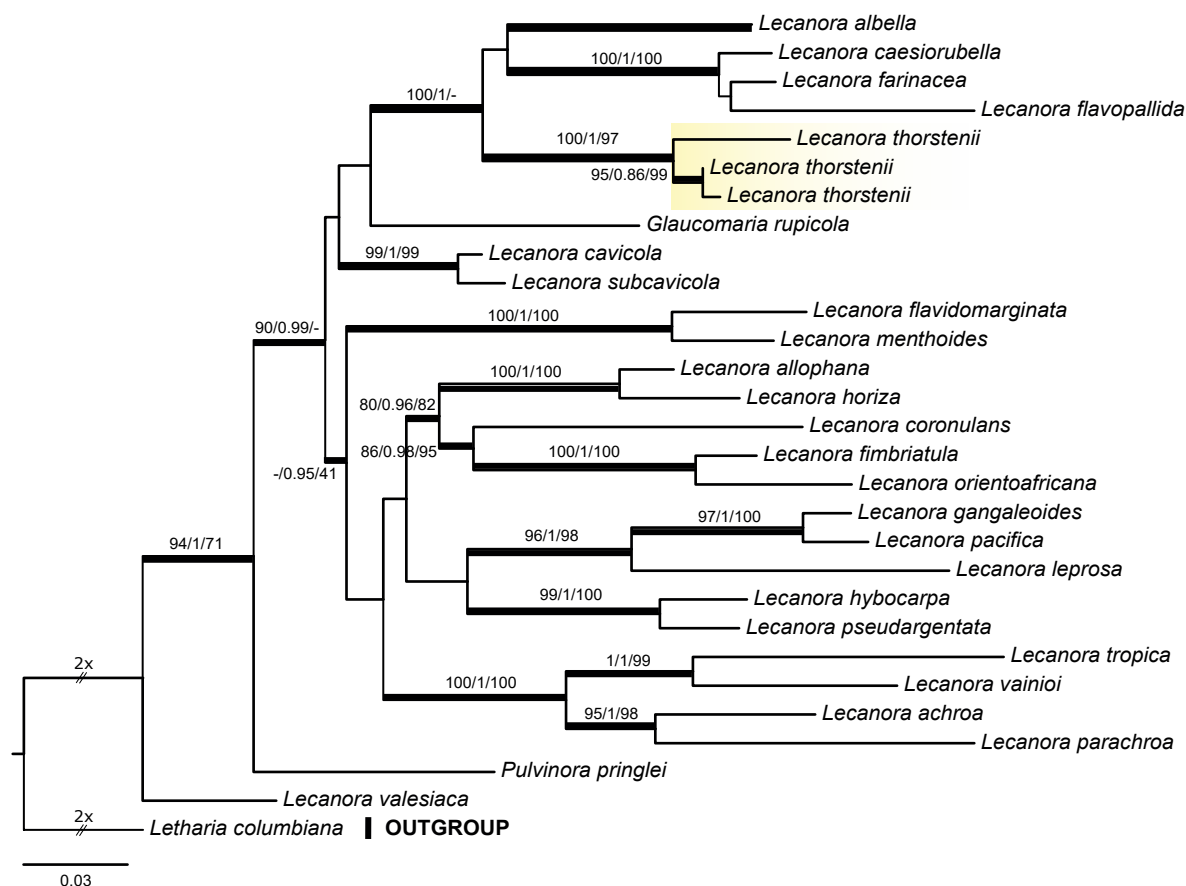 Lecanora albella
Lecanora caesiorubella
100/1/100
Lecanora farinacea
100/1/-
Lecanora flavopallida
100/1/97
Lecanora thorstenii
Lecanora thorstenii
95/0.86/99
Lecanora thorstenii
Glaucomaria rupicola
99/1/99
Lecanora cavicola
Lecanora subcavicola
Lecanora flavidomarginata
100/1/100
90/0.99/-
Lecanora menthoides
Lecanora allophana
100/1/100
Lecanora horiza
80/0.96/82
Lecanora coronulans
86/0.98/95
100/1/100
Lecanora fimbriatula
-/0.95/41
Lecanora orientoafricana
Lecanora gangaleoides
97/1/100
96/1/98
Lecanora pacifica
94/1/71
Lecanora leprosa
99/1/100
Lecanora hybocarpa
Lecanora pseudargentata
Lecanora tropica
2x
1/1/99
100/1/100
Lecanora vainioi
95/1/98
Lecanora achroa
Lecanora parachroa
Pulvinora pringlei
Lecanora valesiaca
2x
Letharia columbiana OUTGROUP
0.03